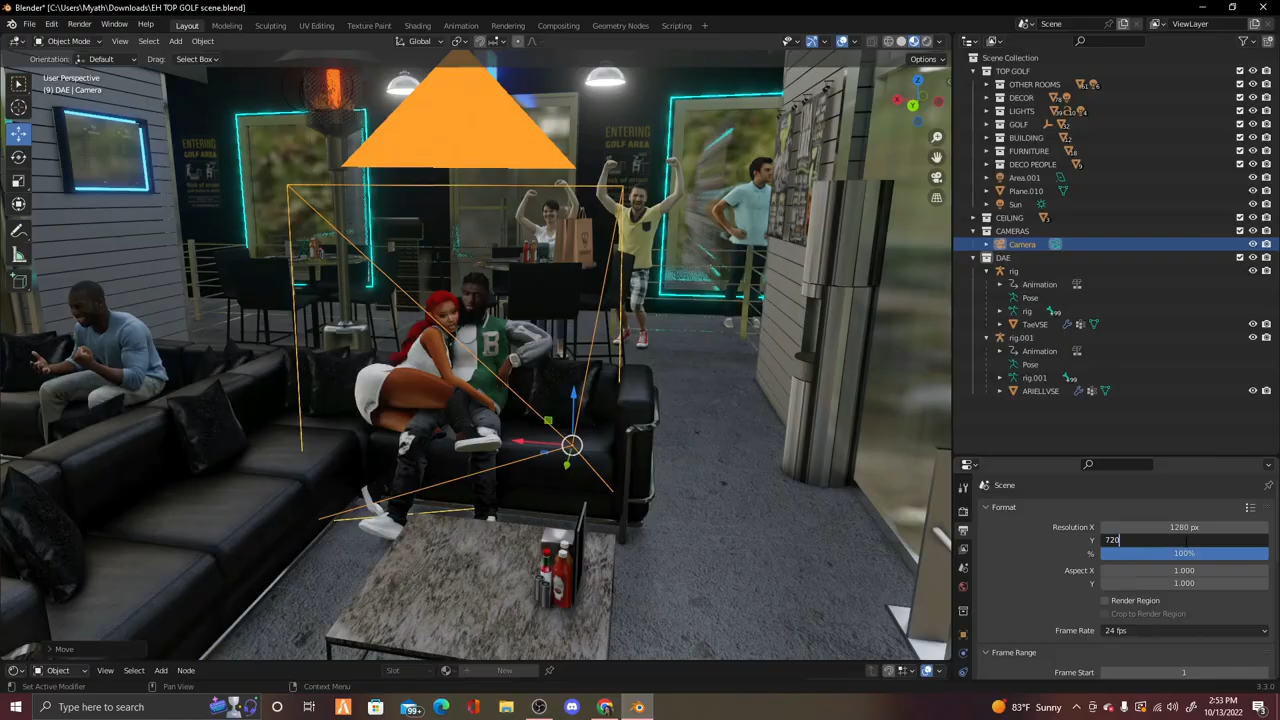 Blender* [C:\Users\Myath\Downloads\EH TOP GOLF scene.blend]
File Edit Render Window Help Layout Modeling Sculpting UV Editing Texture Paint Shading Animation Rendering Compositing Geometry Nodes Scripting + Scene ViewLayer
Object Mode View Select Add Object Global
Orientation: Default Drag: Select Box Options
User Perspective
(9) DAE | Camera
ENTERING
GOLF AREA
ENTERING
GOLF AREA
B
Z
X
Y
Scene Collection
TOP GOLF
OTHER ROOMS
DECOR
LIGHTS
GOLF
BUILDING
FURNITURE
DECO PEOPLE
Area.001
Plane.010
Sun
CEILING
CAMERAS
Camera
DAE
rig
Animation
Pose
rig
TaeVSE
rig.001
Animation
Pose
rig.001
ARIELLVSE
Scene
Format
Resolution X 1280 px
Y 720
% 100%
Aspect X 1.000
Y 1.000
Render Region
Crop to Render Region
Frame Rate 24 fps
Frame Range
Frame Start 1
Move
Object View Select Add Node Slot New
Set Active Modifier Pan View Context Menu 3.3.0
Type here to search 99+ 83°F Sunny 2:53 PM
10/13/2022